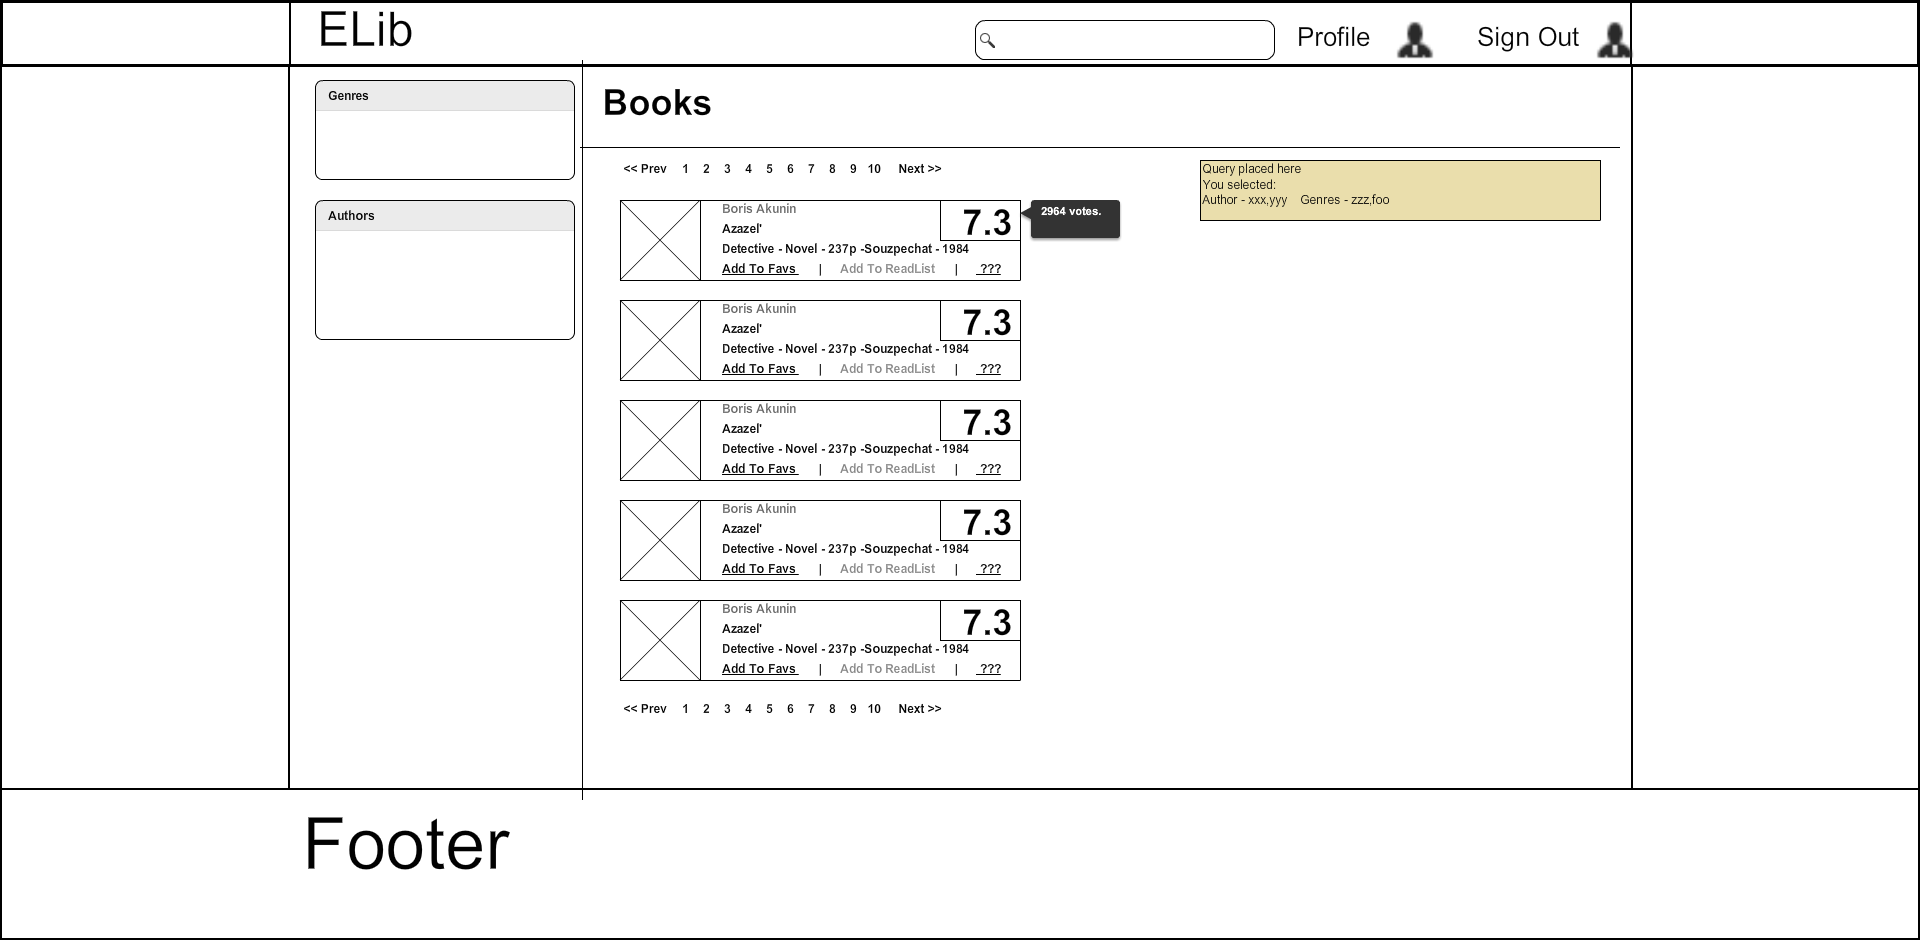 ELib
Profile
Sign Out
Genres
Authors
Books
<< Prev 1 2 3 4 5 6 7 8 9 10 Next >>
Query placed here
You selected:
Author - xxx,yyy Genres - zzz,foo
Boris Akunin
7.3
2964 votes.
Azazel'
Detective - Novel - 237p -Souzpechat - 1984
Add To Favs | Add To ReadList | ???
Boris Akunin
7.3
Azazel'
Detective - Novel - 237p -Souzpechat - 1984
Add To Favs | Add To ReadList | ???
Boris Akunin
7.3
Azazel'
Detective - Novel - 237p -Souzpechat - 1984
Add To Favs | Add To ReadList | ???
Boris Akunin
7.3
Azazel'
Detective - Novel - 237p -Souzpechat - 1984
Add To Favs | Add To ReadList | ???
Boris Akunin
7.3
Azazel'
Detective - Novel - 237p -Souzpechat - 1984
Add To Favs | Add To ReadList | ???
<< Prev 1 2 3 4 5 6 7 8 9 10 Next >>
Footer